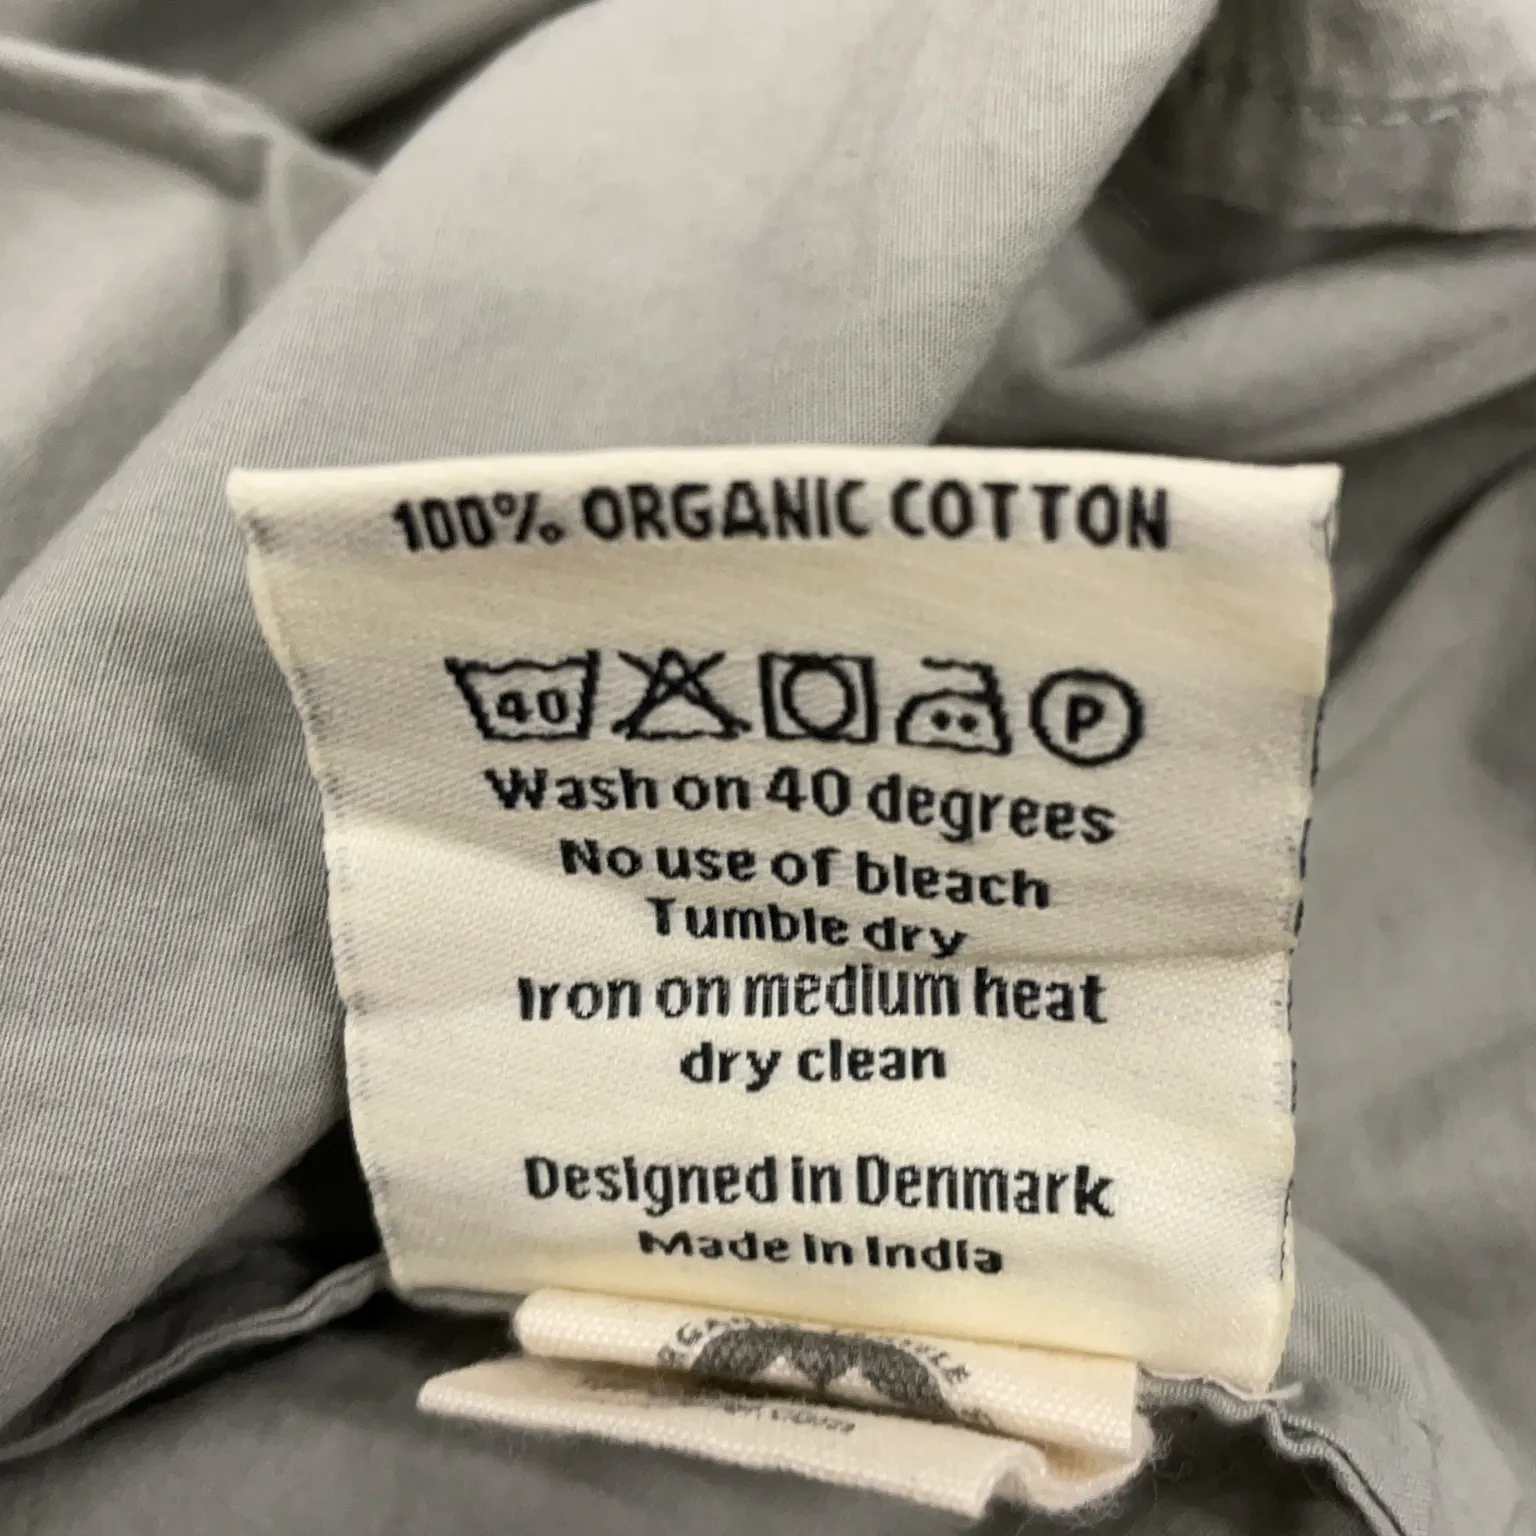 100% ORGANIC COTTON
40 P
Wash on 40 degrees
No use of bleach
Tumble dry
Iron on medium heat
dry clean
Designed in Denmark
Made in India